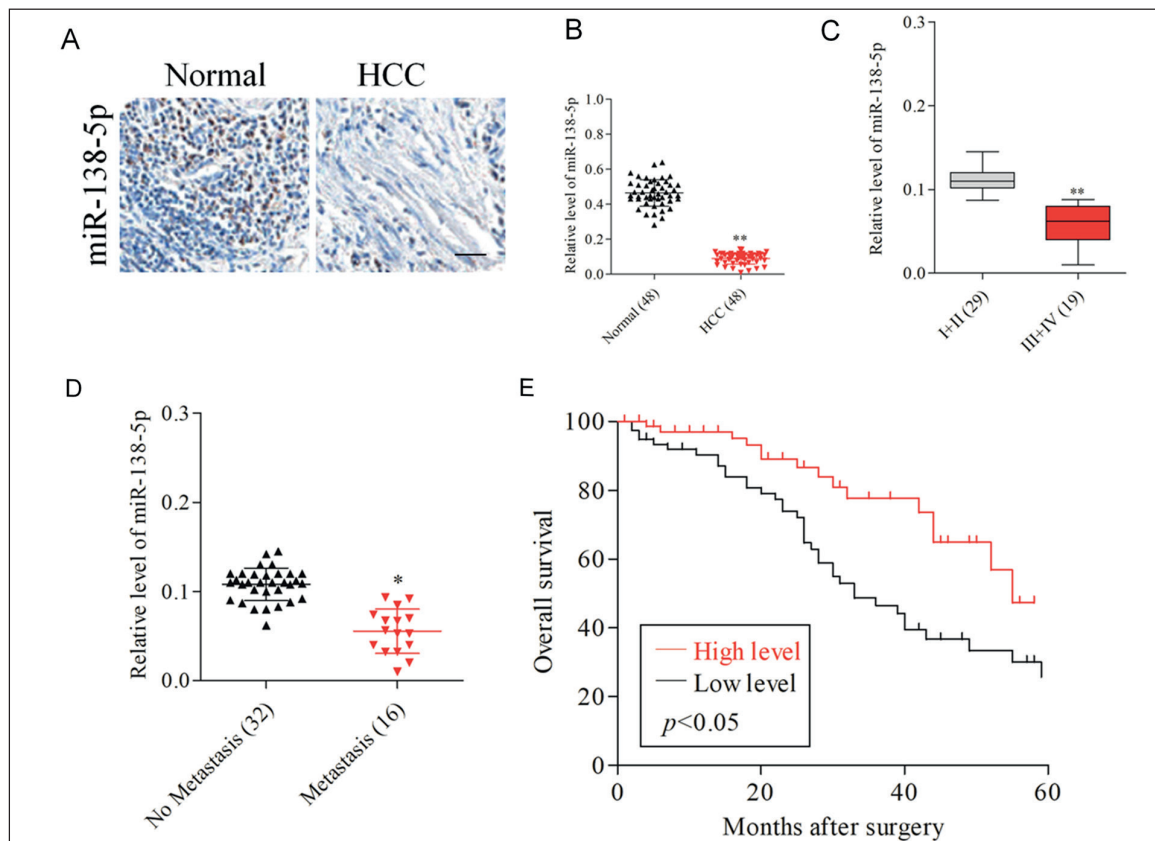 A
Normal
HCC
miR-138-5p
B
Relative level of miR-138-5p
1.0
0.8
0.6
0.4
0.2
0.0
**
Normal (48)
HCC (48)
C
Relative level of miR-138-5p
0.3
0.2
0.1
0.0
**
I+II (29)
III+IV (19)
D
Relative level of miR-138-5p
0.3
0.2
0.1
0.0
*
No Metastasis (32)
Metastasis (16)
E
Overall survival
100
80
60
40
20
0
High level
Low level
p<0.05
0
20
40
60
Months after surgery